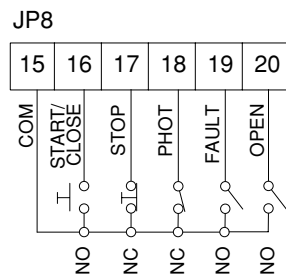 JP8
15 16 17 18 19 20
COM
START/
CLOSE
STOP
PHOT
FAULT
OPEN
NO NC NC NO NO